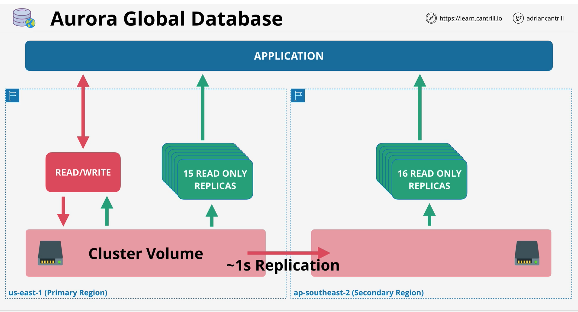 Aurora Global Database
https://learn.cantrill.io
adriancantrill
APPLICATION
READ/WRITE
15 READ ONLY
REPLICAS
16 READ ONLY
REPLICAS
Cluster Volume
~1s Replication
us-east-1 (Primary Region)
ap-southeast-2 (Secondary Region)